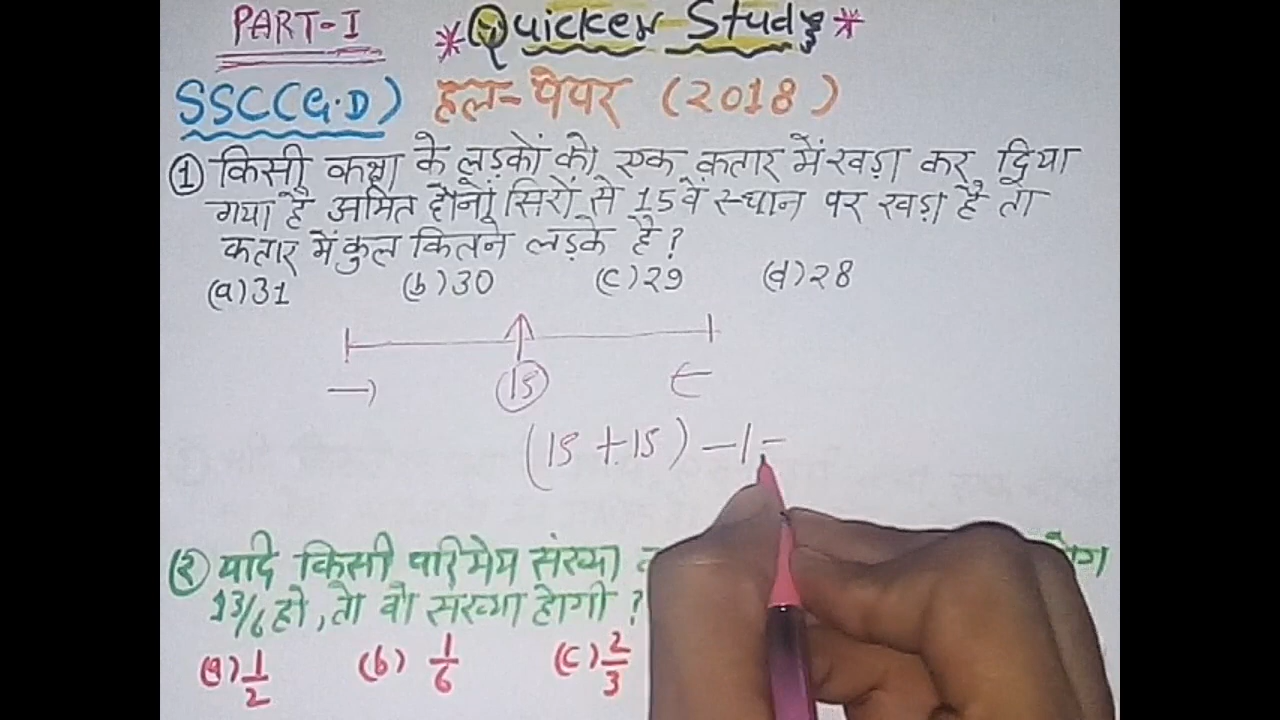 PART-I
*Quicker Study*
SSC(G.D) हल-पेपर (2018)
① किसी कक्षा के लड़कों को एक कतार में खड़ा कर दिया
गया है अमित दोनों सिरों से 15वें स्थान पर खड़ा है तो
कतार में कुल कितने लड़के है?
(a)31 (b)30 (c)29 (d)28
15
(15+15)-1=
② यदि किसी परिमेय संख्या
13/6 हो, तो वो संख्या होगी?
(a) 1/2 (b) 1/6 (c) 2/3